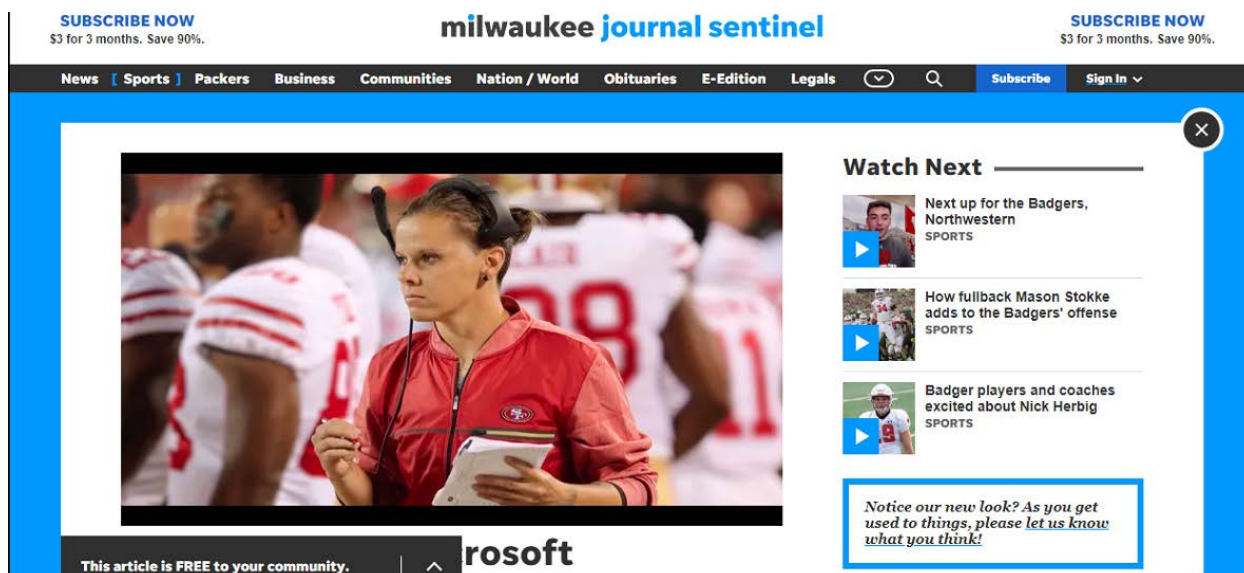 SUBSCRIBE NOW
$3 for 3 months. Save 90%.
milwaukee journal sentinel
SUBSCRIBE NOW
$3 for 3 months. Save 90%.
News [ Sports ] Packers Business Communities Nation / World Obituaries E-Edition Legals Subscribe Sign In
Watch Next
Next up for the Badgers,
Northwestern
SPORTS
How fullback Mason Stokke
adds to the Badgers' offense
SPORTS
Badger players and coaches
excited about Nick Herbig
SPORTS
Notice our new look? As you get
used to things, please let us know
what you think!
rosoft
This article is FREE to your community.